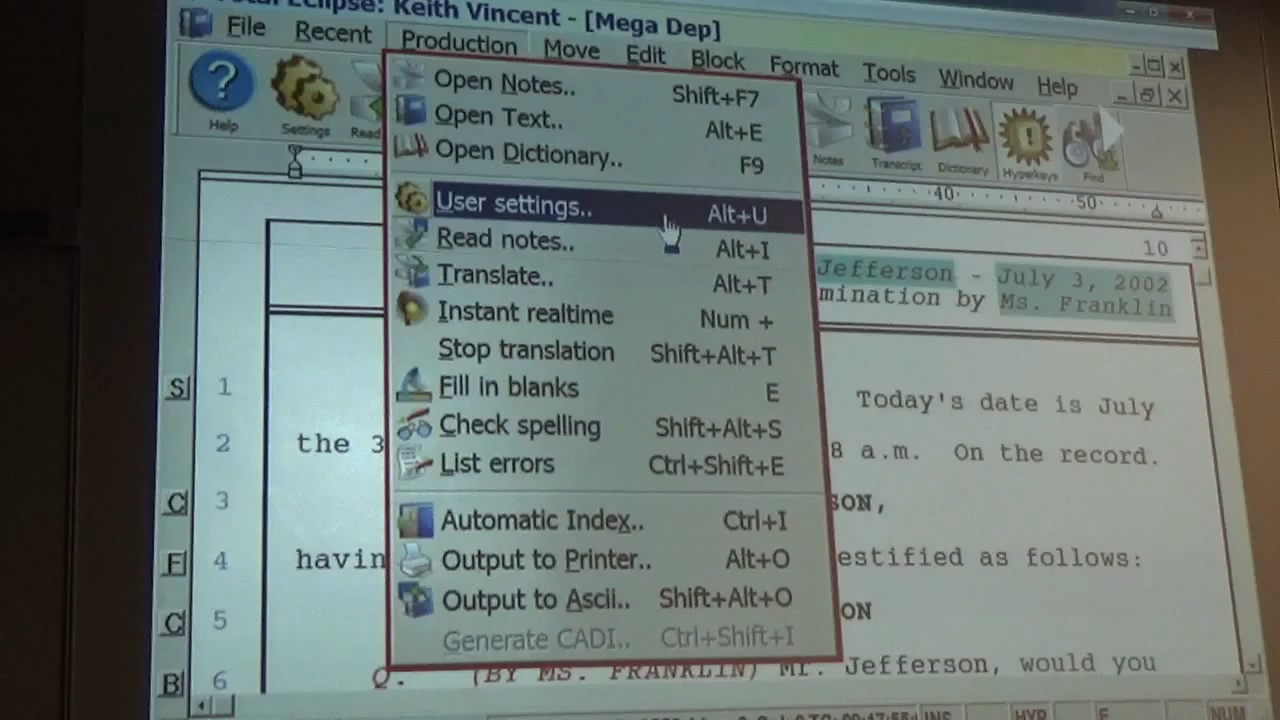 Eclipse: Keith Vincent - [Mega Dep]
File Recent Production Move Edit Block Format Tools Window Help
Help Settings Read Notes Transcript Dictionary Hyperkeys Find
Open Notes.. Shift+F7
Open Text.. Alt+E
Open Dictionary.. F9
User settings.. Alt+U
Read notes.. Alt+I
Translate.. Alt+T
Instant realtime Num +
Stop translation Shift+Alt+T
Fill in blanks E
Check spelling Shift+Alt+S
List errors Ctrl+Shift+E
Automatic Index.. Ctrl+I
Output to Printer.. Alt+O
Output to Ascii.. Shift+Alt+O
Generate CADI.. Ctrl+Shift+I
40 50
10
Jefferson - July 3, 2002
mination by Ms. Franklin
S 1 Today's date is July
2 the 3 8 a.m. On the record.
C 3 SON,
F 4 havin estified as follows:
C 5 ON
B 6 Q. (BY MS. FRANKLIN) Mr. Jefferson, would you
INS HYP E NUM